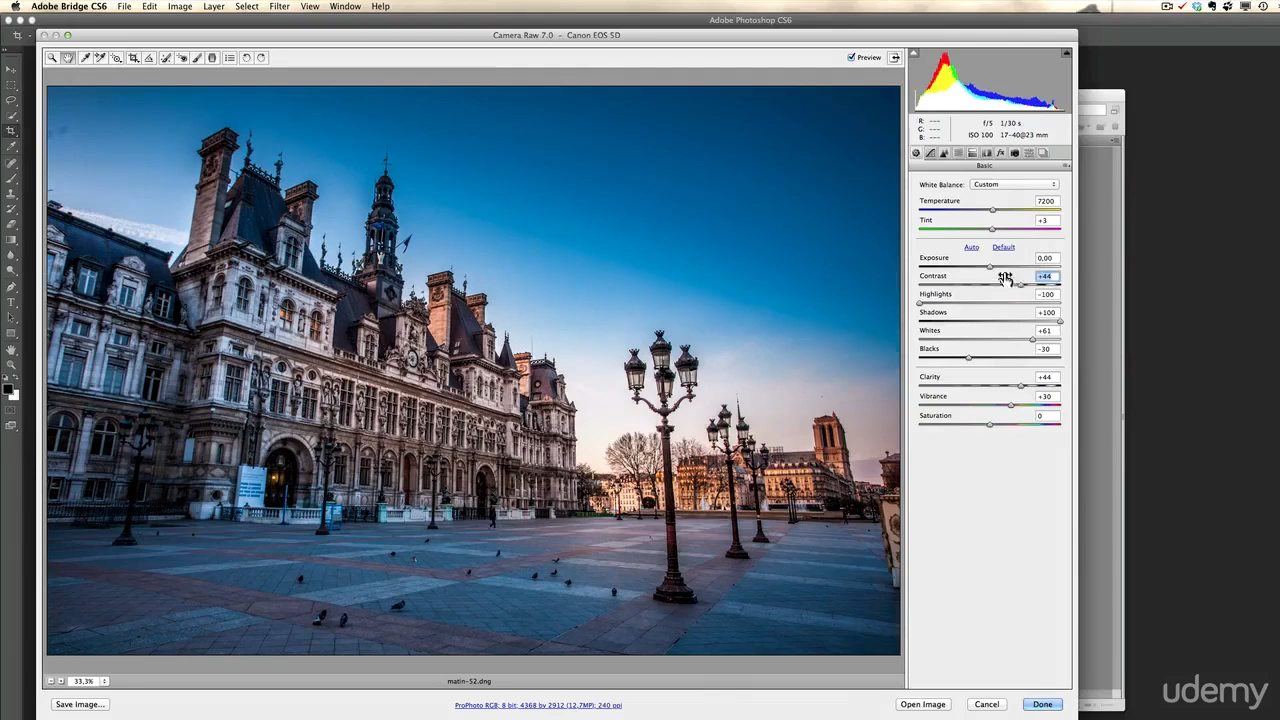 Adobe Bridge CS6 File Edit Image Layer Select Filter View Window Help
Adobe Photoshop CS6
Camera Raw 7.0 - Canon EOS 5D
Preview
R: ---
G: ---
B: ---
f/5 1/30 s
ISO 100 17-40@23 mm
Basic
White Balance: Custom
Temperature 7200
Tint +3
Auto Default
Exposure 0,00
Contrast +44
Highlights -100
Shadows +100
Whites +61
Blacks -30
Clarity +44
Vibrance +30
Saturation 0
33,3%
matin-52.dng
Save Image...
ProPhoto RGB; 8 bit; 4368 by 2912 (12,7MP); 240 ppi
Open Image Cancel Done
udemy